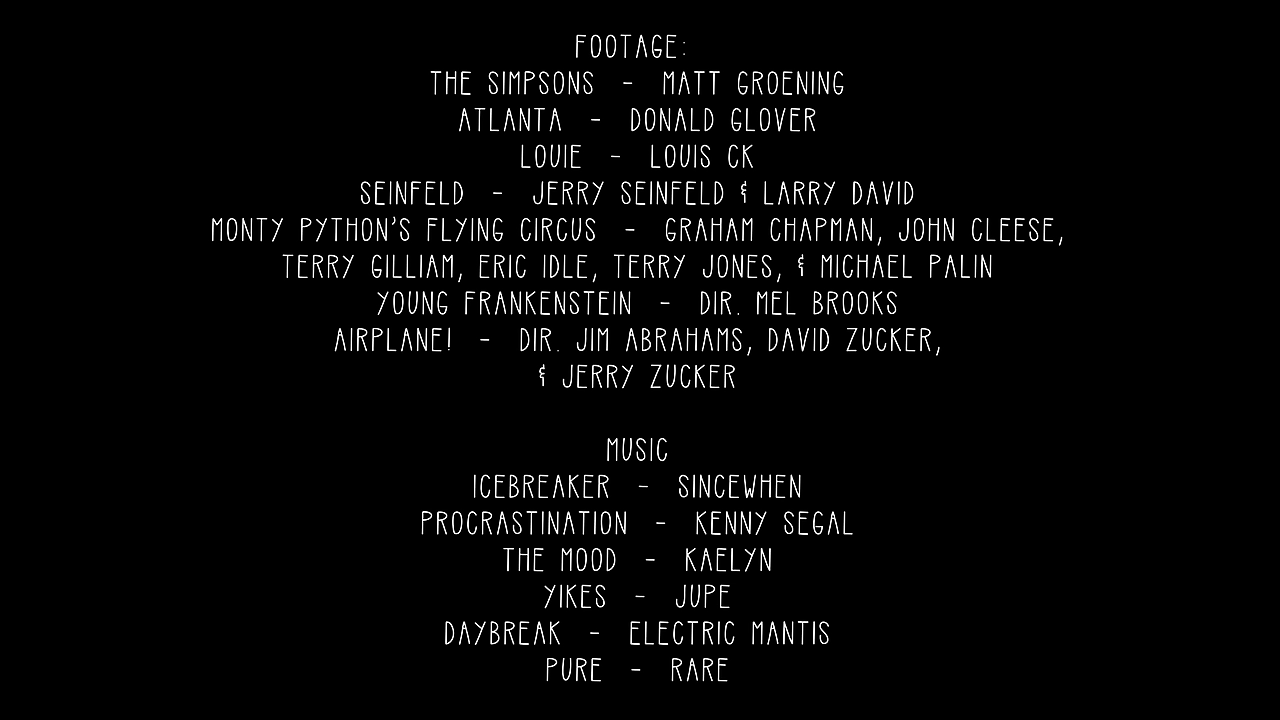 FOOTAGE:
THE SIMPSONS - MATT GROENING
ATLANTA - DONALD GLOVER
LOUIE - LOUIS CK
SEINFELD - JERRY SEINFELD & LARRY DAVID
MONTY PYTHON'S FLYING CIRCUS - GRAHAM CHAPMAN, JOHN CLEESE,
TERRY GILLIAM, ERIC IDLE, TERRY JONES, & MICHAEL PALIN
YOUNG FRANKENSTEIN - DIR. MEL BROOKS
AIRPLANE! - DIR. JIM ABRAHAMS, DAVID ZUCKER,
& JERRY ZUCKER
MUSIC
ICEBREAKER - SINCEWHEN
PROCRASTINATION - KENNY SEGAL
THE MOOD - KAELYN
YIKES - JUPE
DAYBREAK - ELECTRIC MANTIS
PURE - RARE